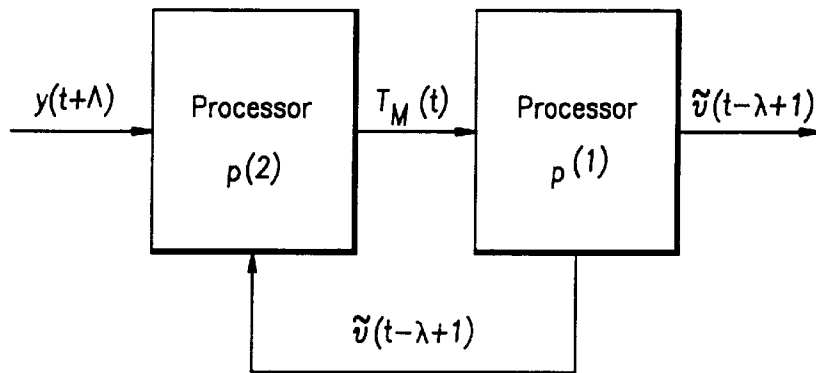 y(t+Λ)
Processor
p(2)
T_M(t)
Processor
p(1)
ṽ(t-λ+1)
ṽ(t-λ+1)